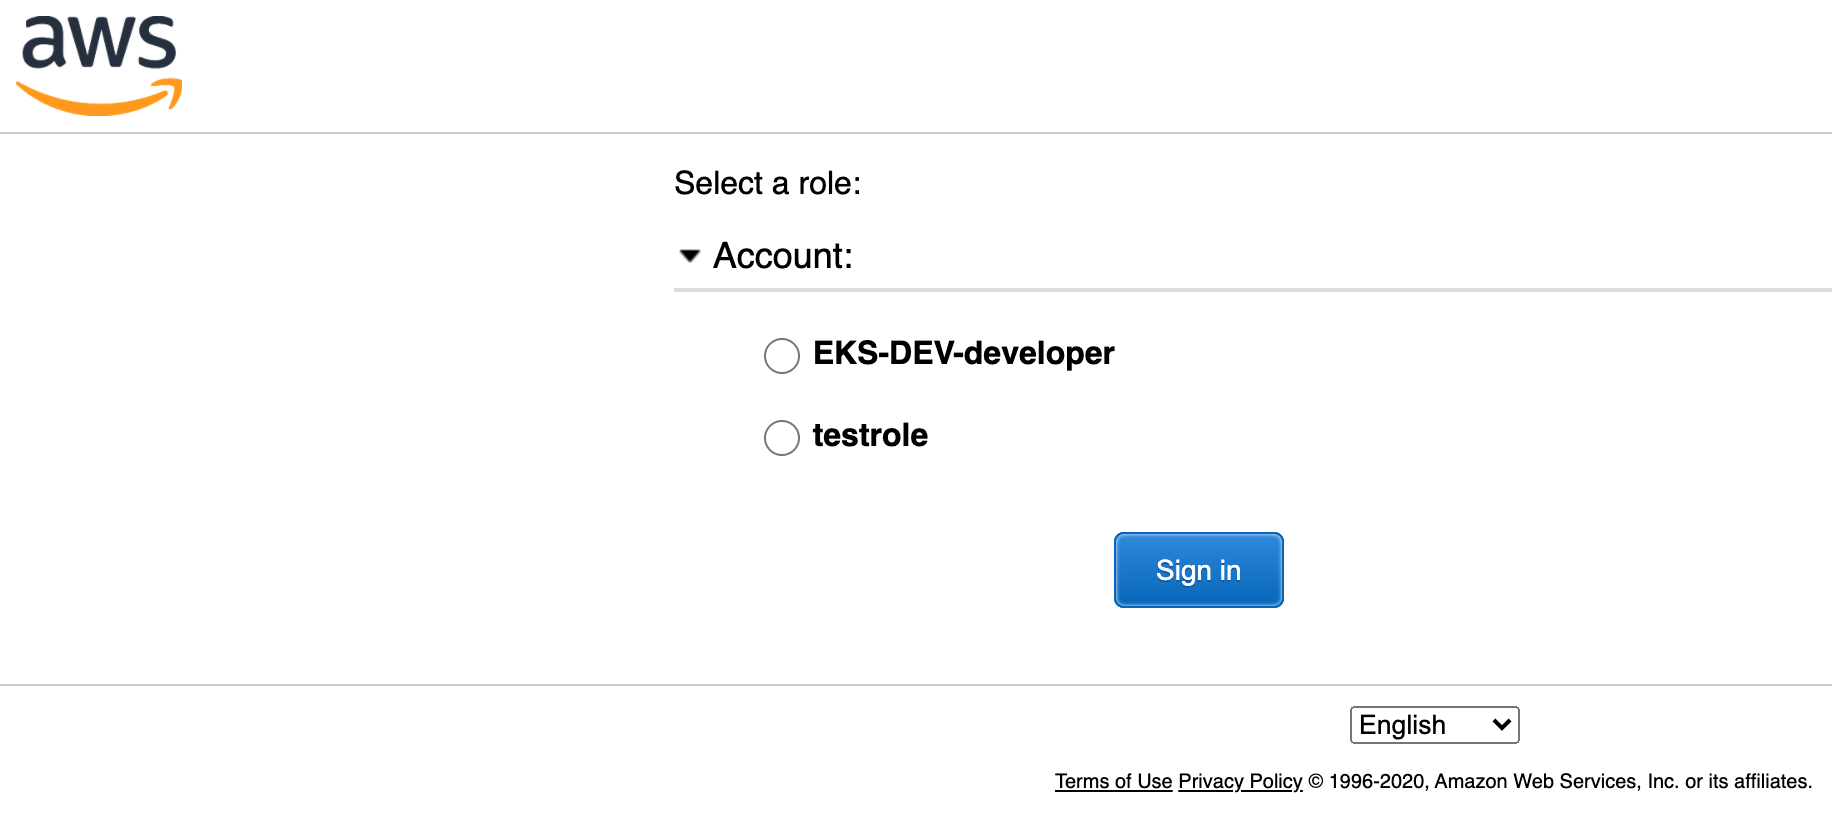 aws
Select a role:
Account:
EKS-DEV-developer
testrole
Sign in
English
Terms of Use Privacy Policy © 1996-2020, Amazon Web Services, Inc. or its affiliates.